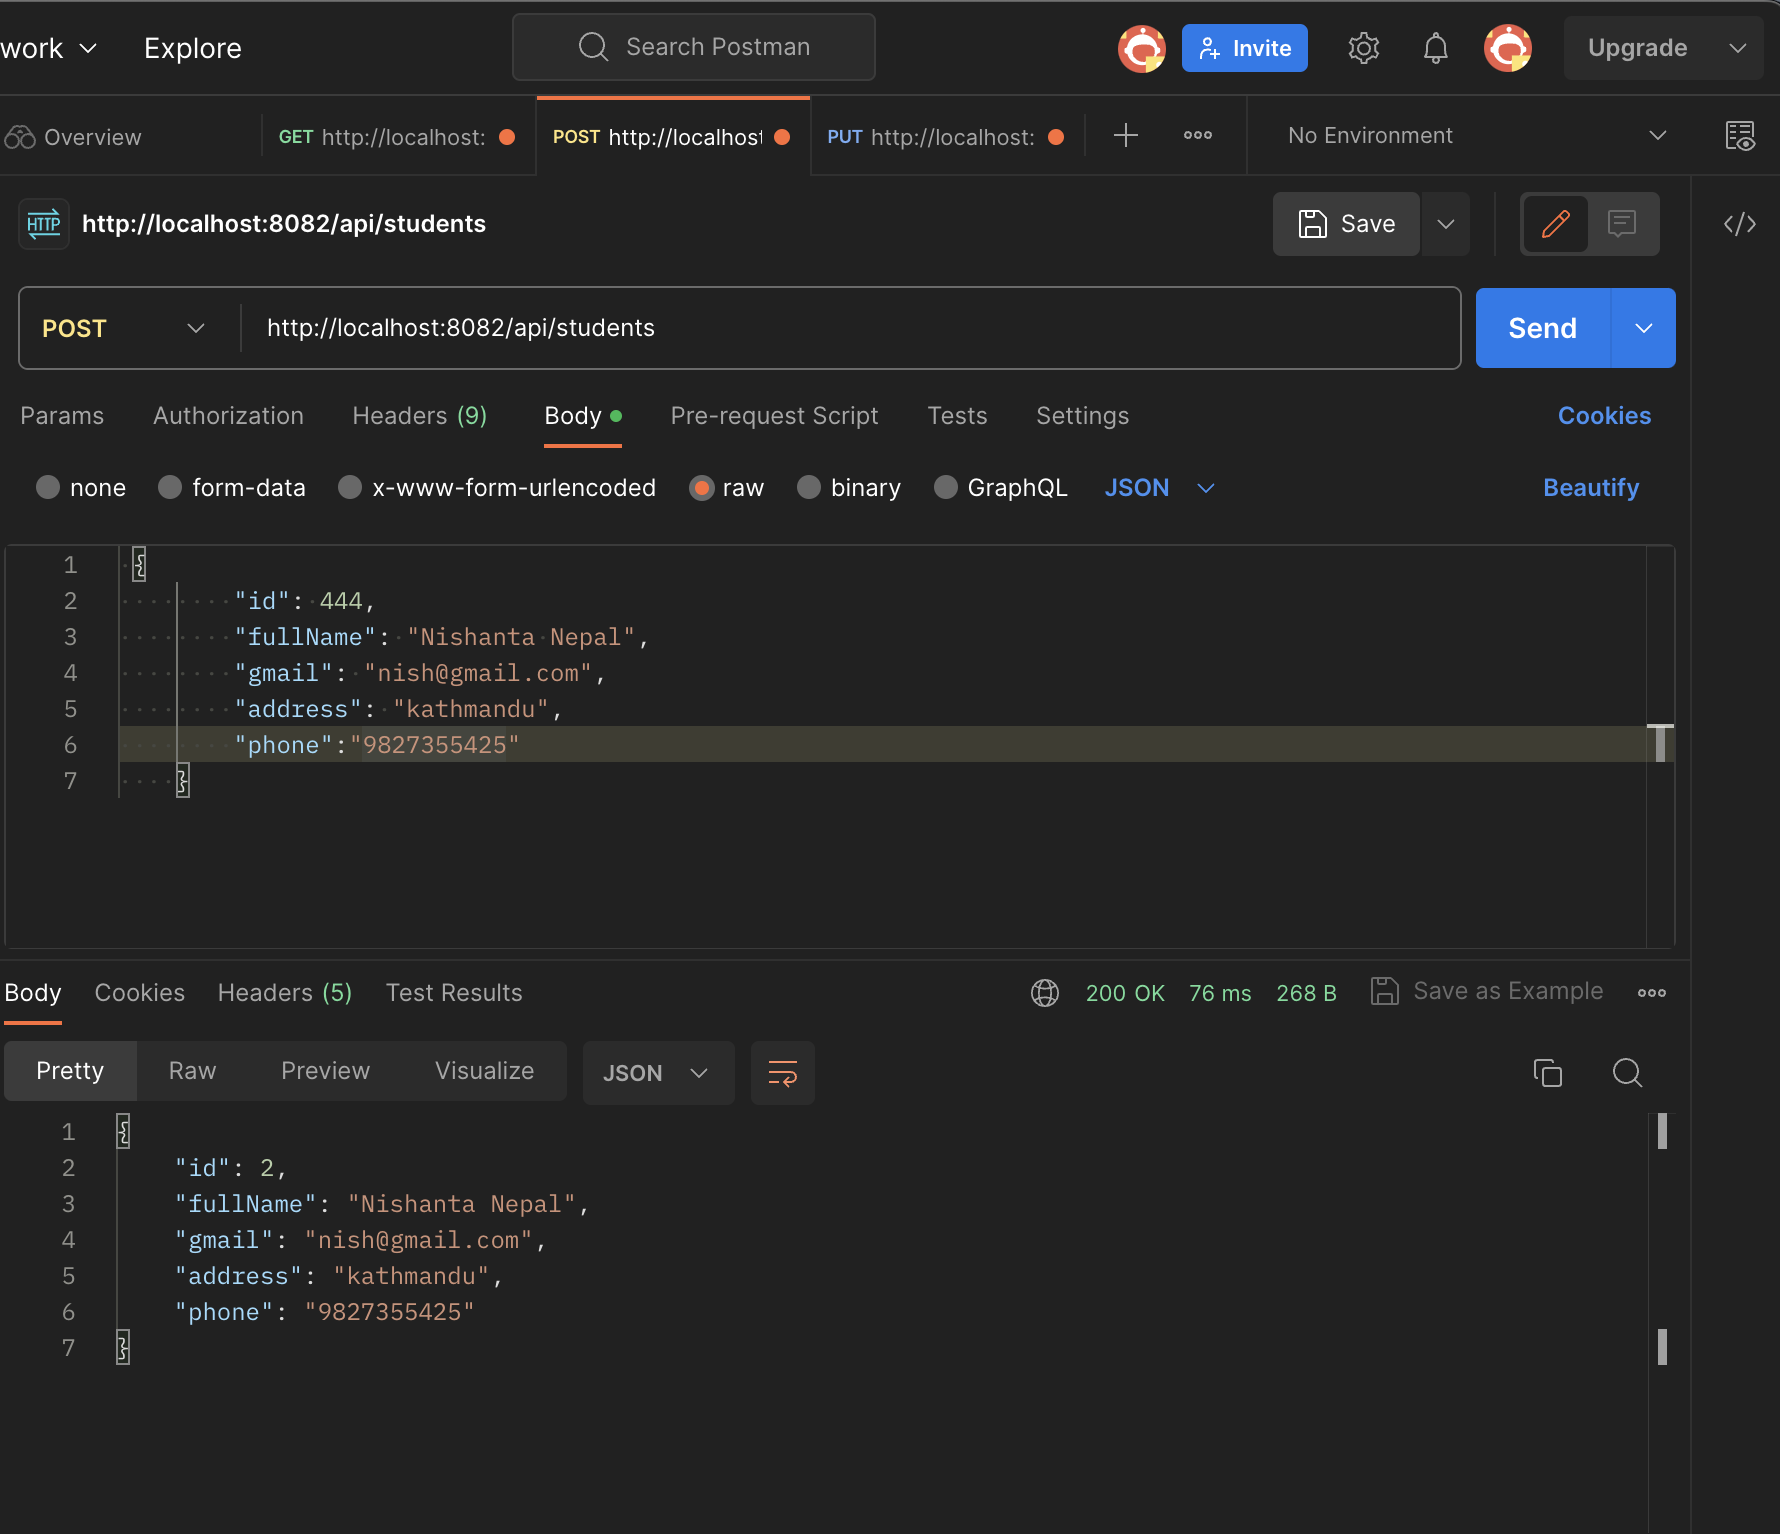 work Explore Search Postman Invite Upgrade
Overview GET http://localhost: POST http://localhost PUT http://localhost: No Environment
HTTP http://localhost:8082/api/students Save
POST http://localhost:8082/api/students Send
Params Authorization Headers (9) Body Pre-request Script Tests Settings Cookies
none form-data x-www-form-urlencoded raw binary GraphQL JSON Beautify
1 {
2 "id": 444,
3 "fullName": "Nishanta Nepal",
4 "gmail": "nish@gmail.com",
5 "address": "kathmandu",
6 "phone":"9827355425"
7 }
Body Cookies Headers (5) Test Results 200 OK 76 ms 268 B Save as Example
Pretty Raw Preview Visualize JSON
1 {
2 "id": 2,
3 "fullName": "Nishanta Nepal",
4 "gmail": "nish@gmail.com",
5 "address": "kathmandu",
6 "phone": "9827355425"
7 }